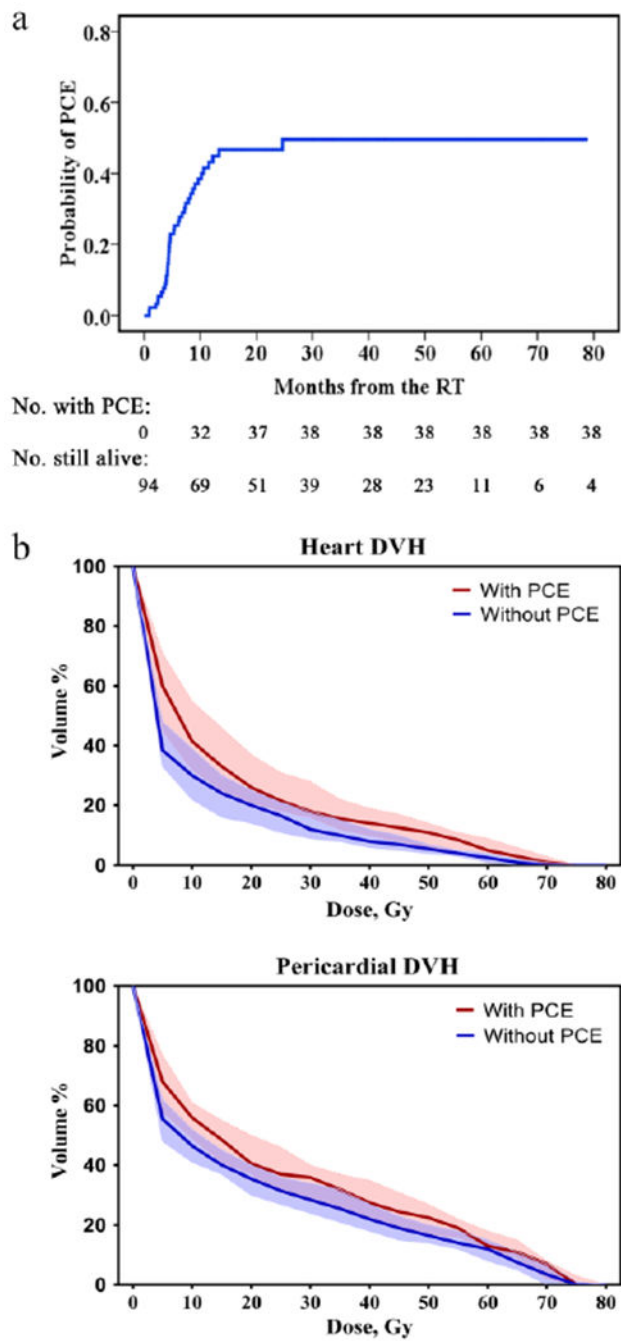 a
Probability of PCE
0.8
0.6
0.4
0.2
0.0
0 10 20 30 40 50 60 70 80
Months from the RT
No. with PCE:
0 32 37 38 38 38 38 38 38
No. still alive:
94 69 51 39 28 23 11 6 4
b
Heart DVH
With PCE
Without PCE
Volume %
100
80
60
40
20
0
0 10 20 30 40 50 60 70 80
Dose, Gy
Pericardial DVH
With PCE
Without PCE
Volume %
100
80
60
40
20
0
0 10 20 30 40 50 60 70 80
Dose, Gy